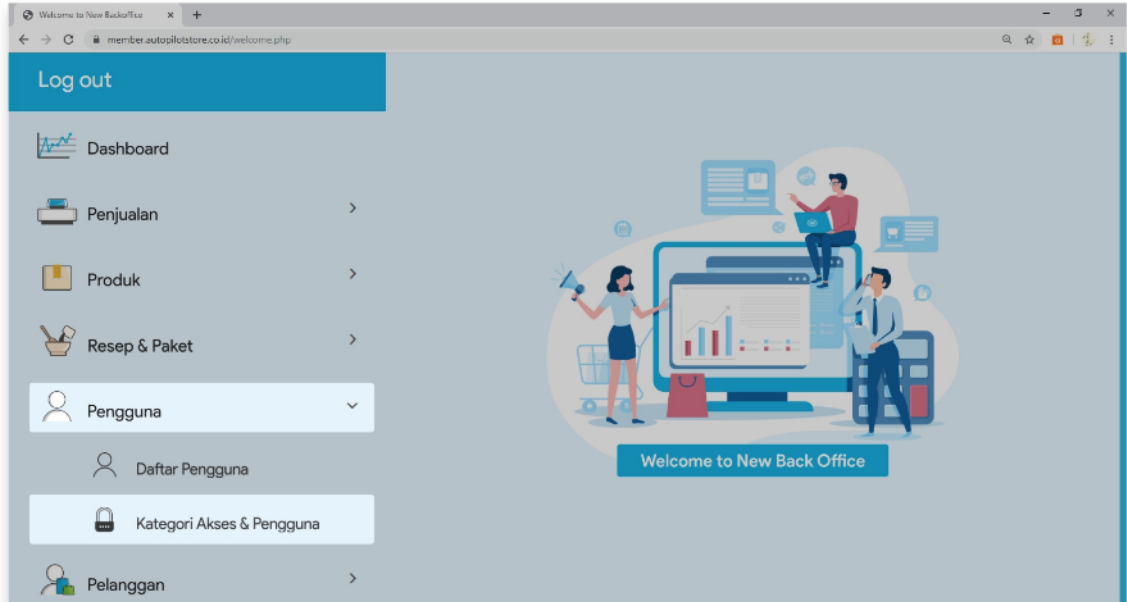 Welcome to New Backoffice
member.autopilotstore.co.id/welcome.php
Log out
Dashboard
Penjualan
Produk
Resep & Paket
Pengguna
Daftar Pengguna
Kategori Akses & Pengguna
Pelanggan
Welcome to New Back Office